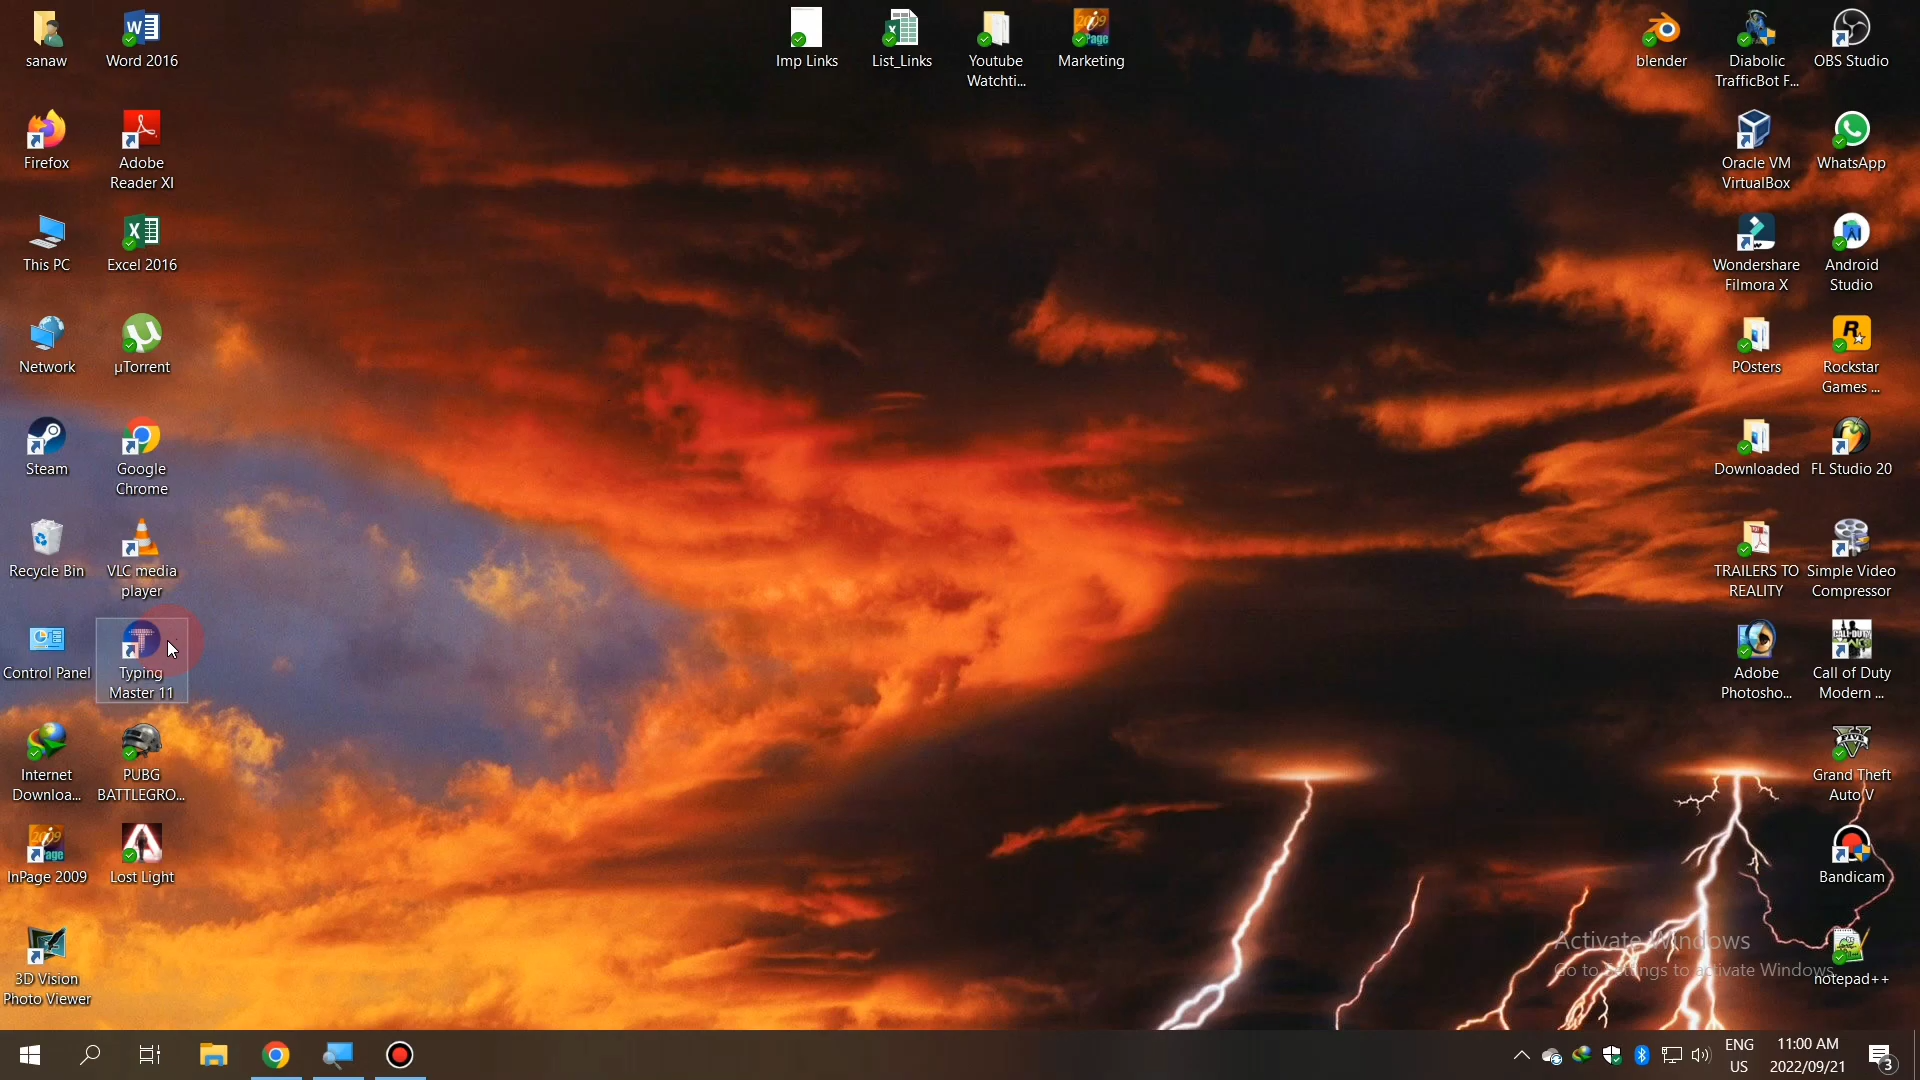 sanaw
Word 2016
Imp Links
List_Links
Youtube
Watchti...
Marketing
blender
Diabolic
TrafficBot F...
OBS Studio
Firefox
Adobe
Reader XI
Oracle VM
VirtualBox
WhatsApp
This PC
Excel 2016
Wondershare
Filmora X
Android
Studio
Network
µTorrent
POsters
Rockstar
Games ...
Steam
Google
Chrome
Downloaded
FL Studio 20
Recycle Bin
VLC media
player
TRAILERS TO
REALITY
Simple Video
Compressor
Control Panel
Typing
Master 11
Adobe
Photosho...
Call of Duty
Modern ...
Internet
Downloa...
PUBG
BATTLEGRO...
Grand Theft
Auto V
InPage 2009
Lost Light
Bandicam
3D Vision
Photo Viewer
Activate Windows
Go to Settings to activate Windows.
notepad++
ENG
US
11:00 AM
2022/09/21
3